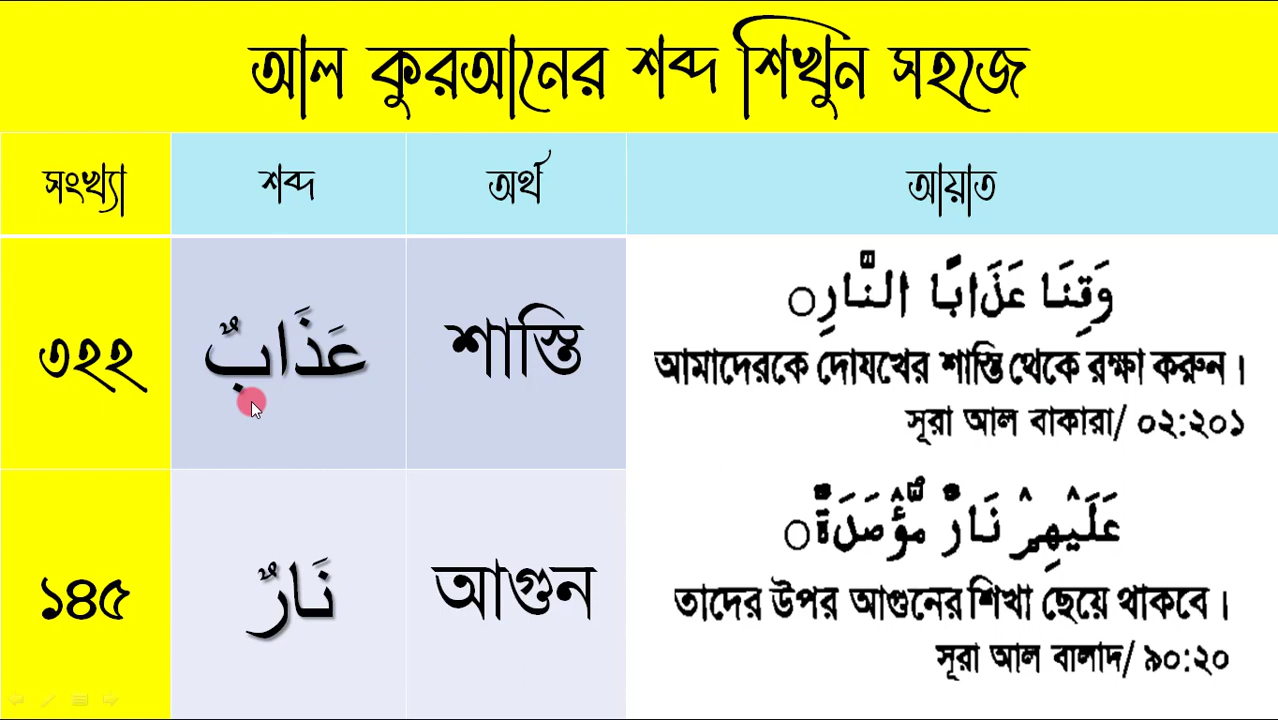 আল কুরআনের শব্দ শিখুন সহজে
সংখ্যা শব্দ অর্থ আয়াত
৩২২ عَذَابٌ শাস্তি
وَقِنَا عَذَابًا النَّارِ
আমাদেরকে দোযখের শাস্তি থেকে রক্ষা করুন।
সূরা আল বাকারা/ ০২:২০১
১৪৫ نَارٌ আগুন
عَلَيْهِمْ نَارٌ مُّؤْصَدَةٌ
তাদের উপর আগুনের শিখা ছেয়ে থাকবে।
সূরা আল বালাদ/ ৯০:২০